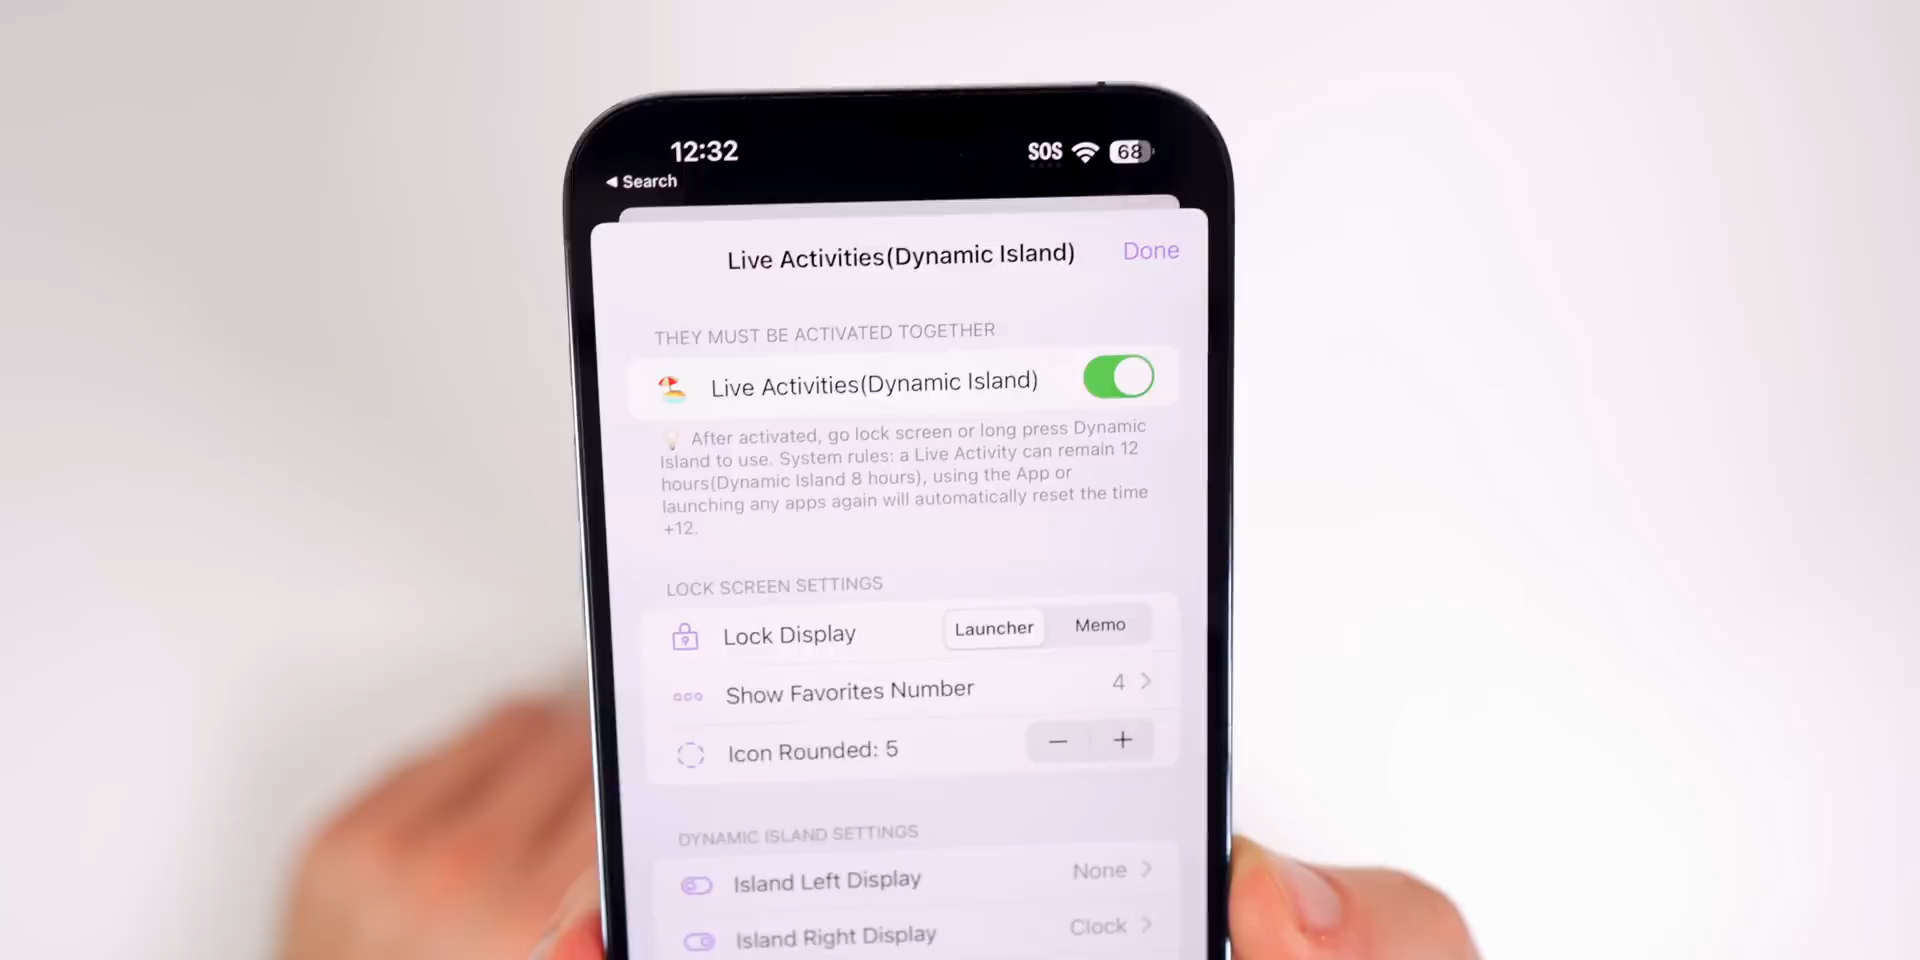 12:32 SOS 68
◀ Search
Live Activities(Dynamic Island) Done
THEY MUST BE ACTIVATED TOGETHER
Live Activities(Dynamic Island)
After activated, go lock screen or long press Dynamic
Island to use. System rules: a Live Activity can remain 12
hours(Dynamic Island 8 hours), using the App or
launching any apps again will automatically reset the time
+12.
LOCK SCREEN SETTINGS
Lock Display Launcher Memo
Show Favorites Number 4
Icon Rounded: 5 − +
DYNAMIC ISLAND SETTINGS
Island Left Display None
Island Right Display Clock